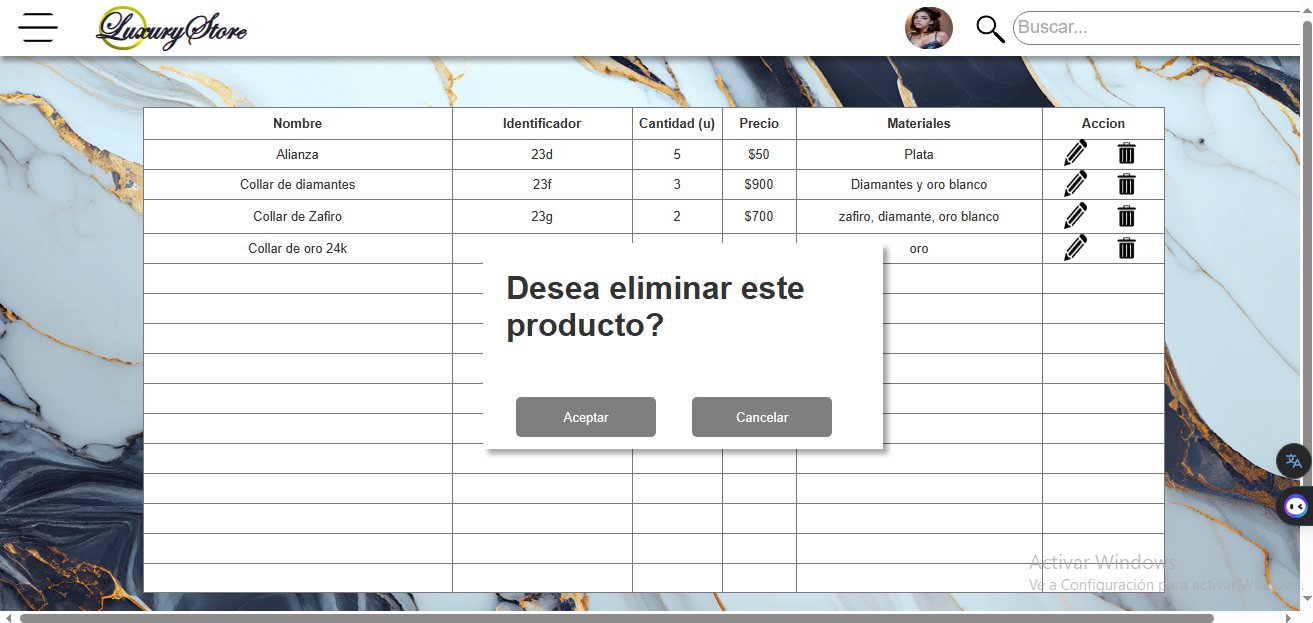 LuxuryStore
Buscar...
Nombre Identificador Cantidad (u) Precio Materiales Accion
Alianza 23d 5 $50 Plata
Collar de diamantes 23f 3 $900 Diamantes y oro blanco
Collar de Zafiro 23g 2 $700 zafiro, diamante, oro blanco
Collar de oro 24k oro
Desea eliminar este
producto?
Aceptar Cancelar
Activar Windows
Ve a Configuración para activar Windows.